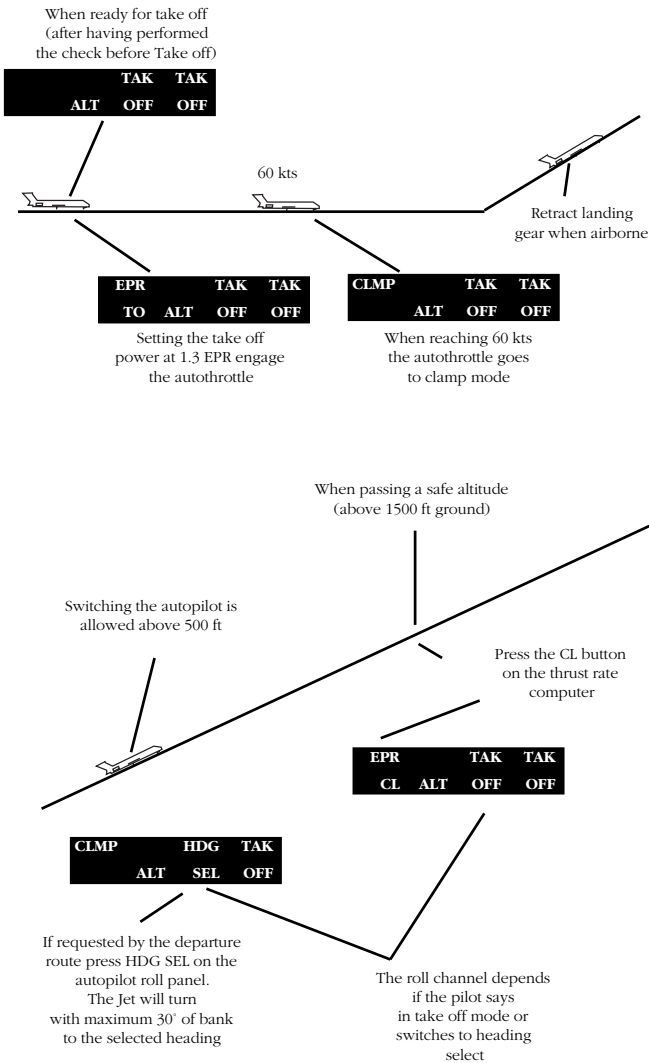 When ready for take off
(after having performed
the check before Take off)
TAK TAK
ALT OFF OFF
60 kts
Retract landing
gear when airborne
EPR TAK TAK
TO ALT OFF OFF
Setting the take off
power at 1.3 EPR engage
the autothrottle
CLMP TAK TAK
ALT OFF OFF
When reaching 60 kts
the autothrottle goes
to clamp mode
When passing a safe altitude
(above 1500 ft ground)
Switching the autopilot is
allowed above 500 ft
Press the CL button
on the thrust rate
computer
EPR TAK TAK
CL ALT OFF OFF
CLMP HDG TAK
ALT SEL OFF
If requested by the departure
route press HDG SEL on the
autopilot roll panel.
The Jet will turn
with maximum 30° of bank
to the selected heading
The roll channel depends
if the pilot says
in take off mode or
switches to heading
select